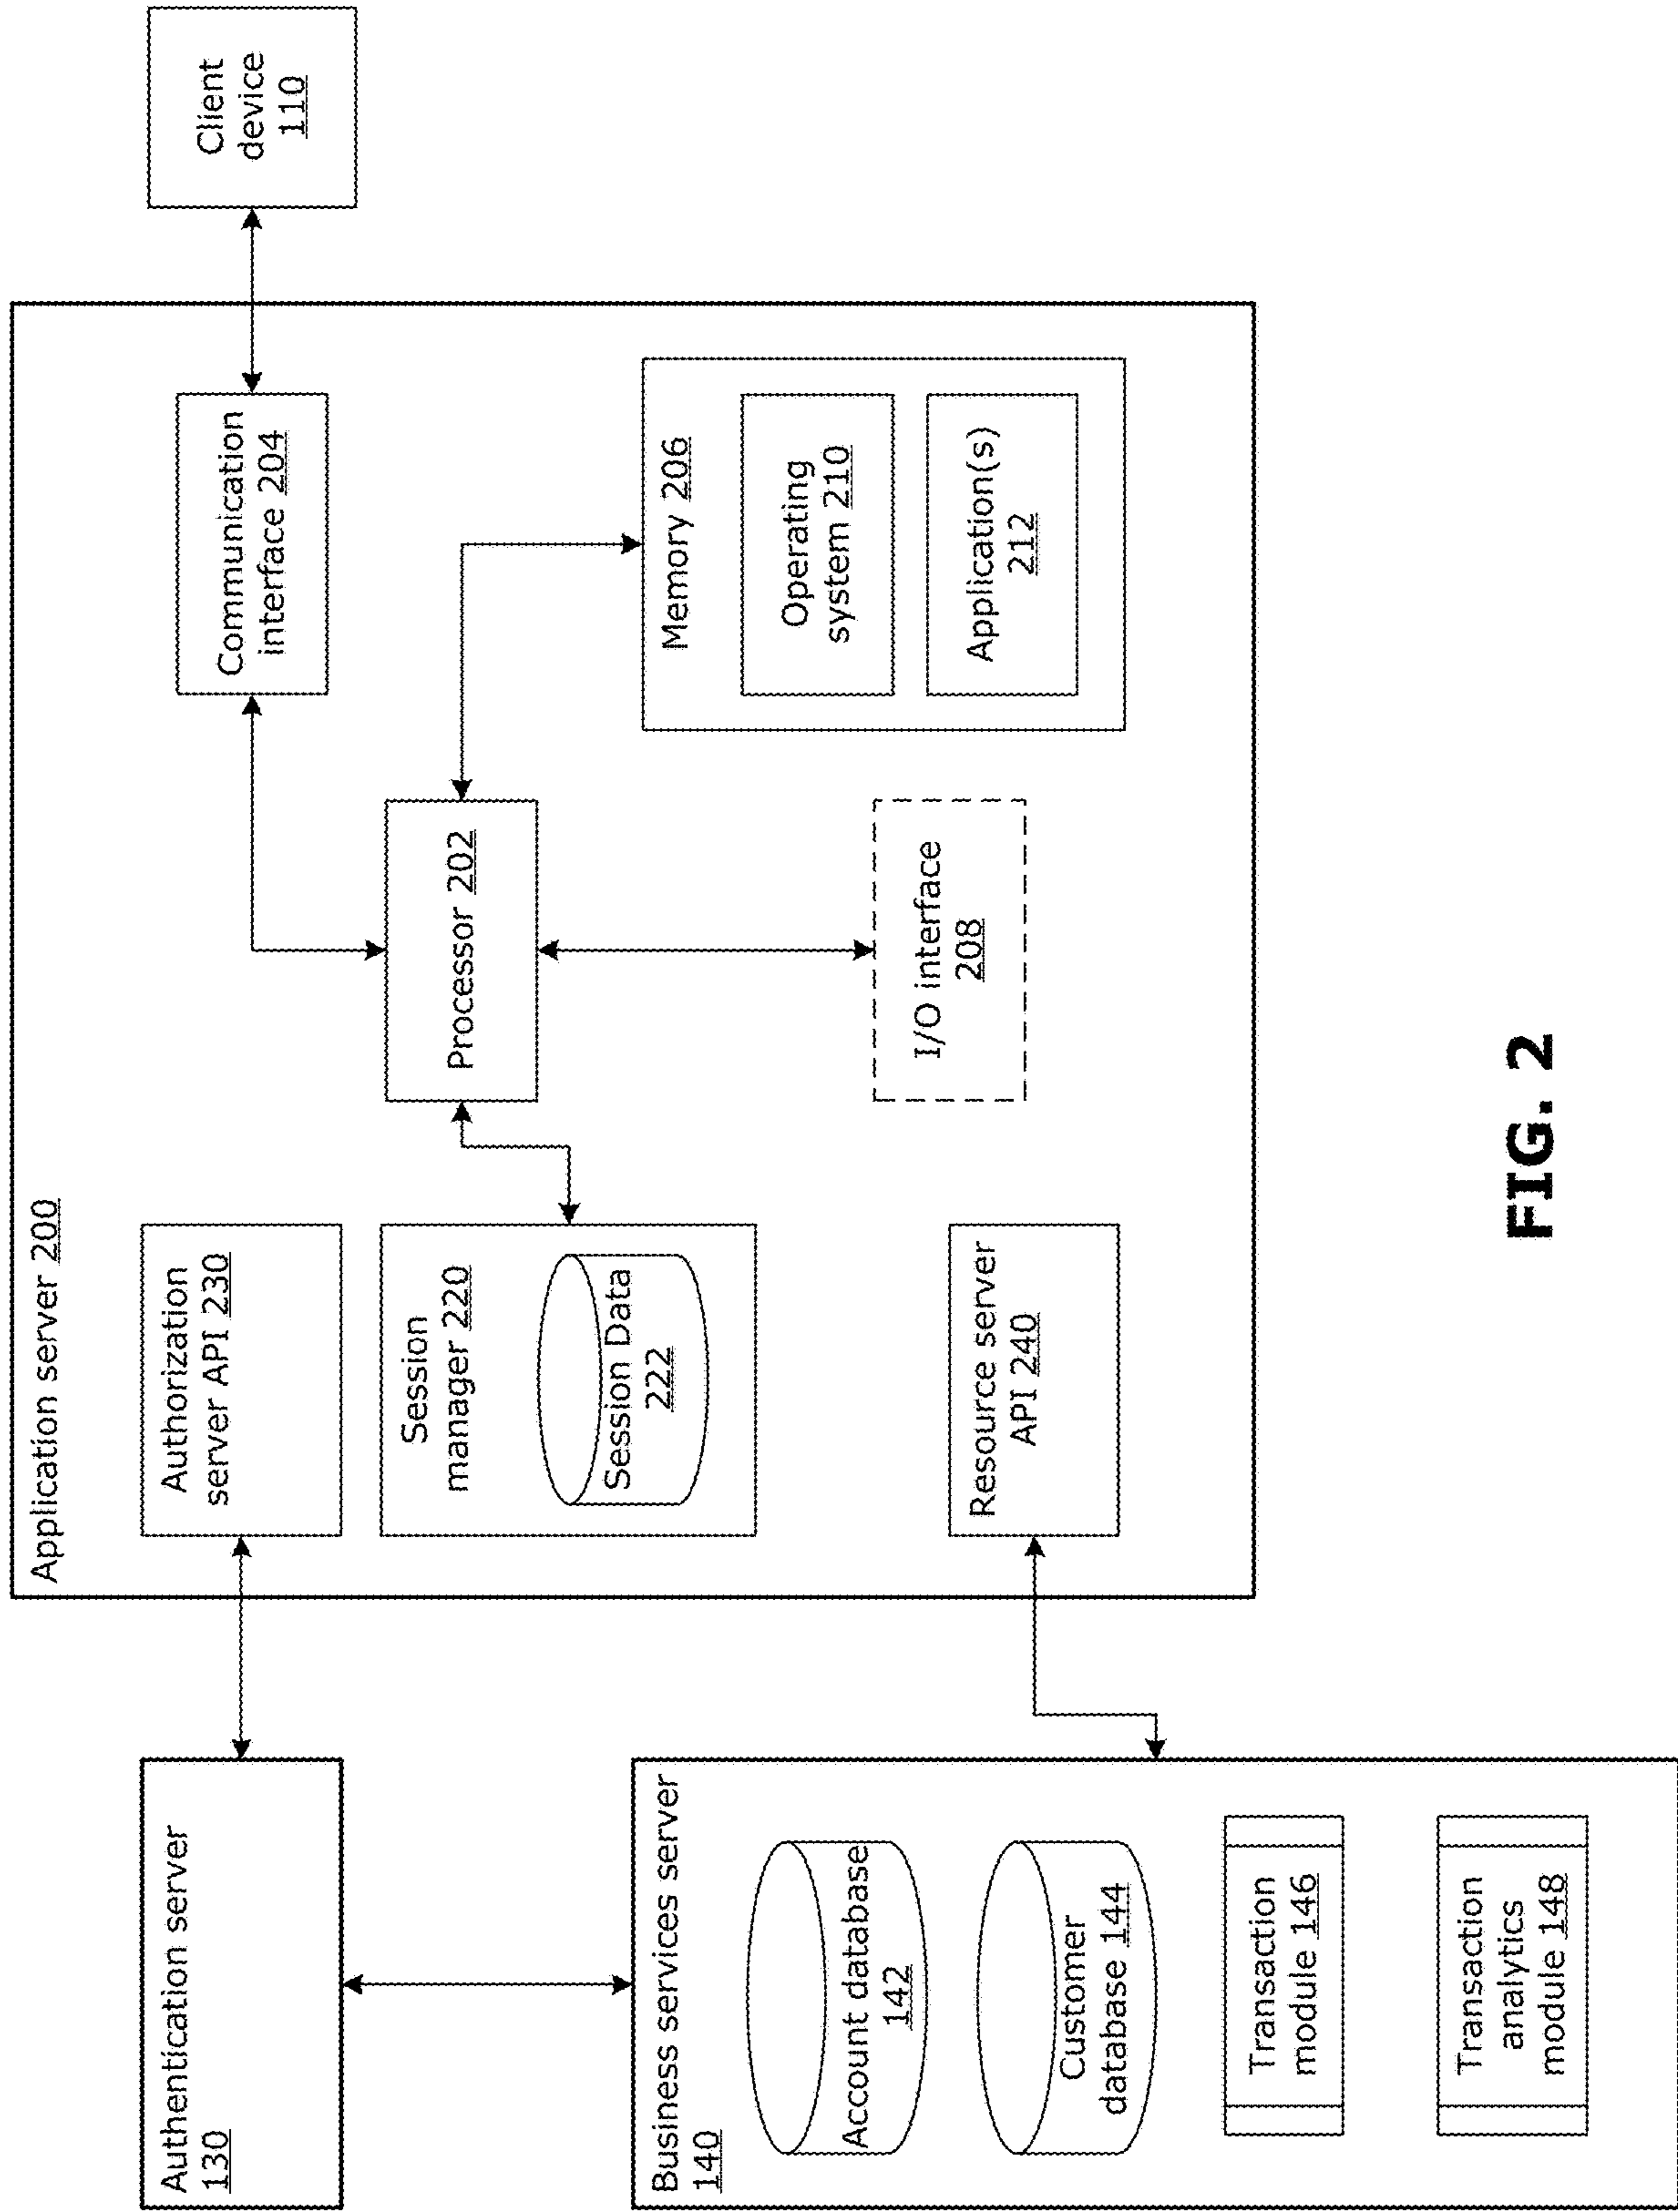 Authentication server
130
Business services server
140
Account database
142
Customer
database 144
Transaction
module 146
Transaction
analytics
module 148
Application server 200
Authorization
server API 230
Session
manager 220
Session Data
222
Resource server
API 240
Processor 202
I/O interface
208
Communication
interface 204
Memory 206
Operating
system 210
Application(s)
212
Client
device
110
FIG. 2